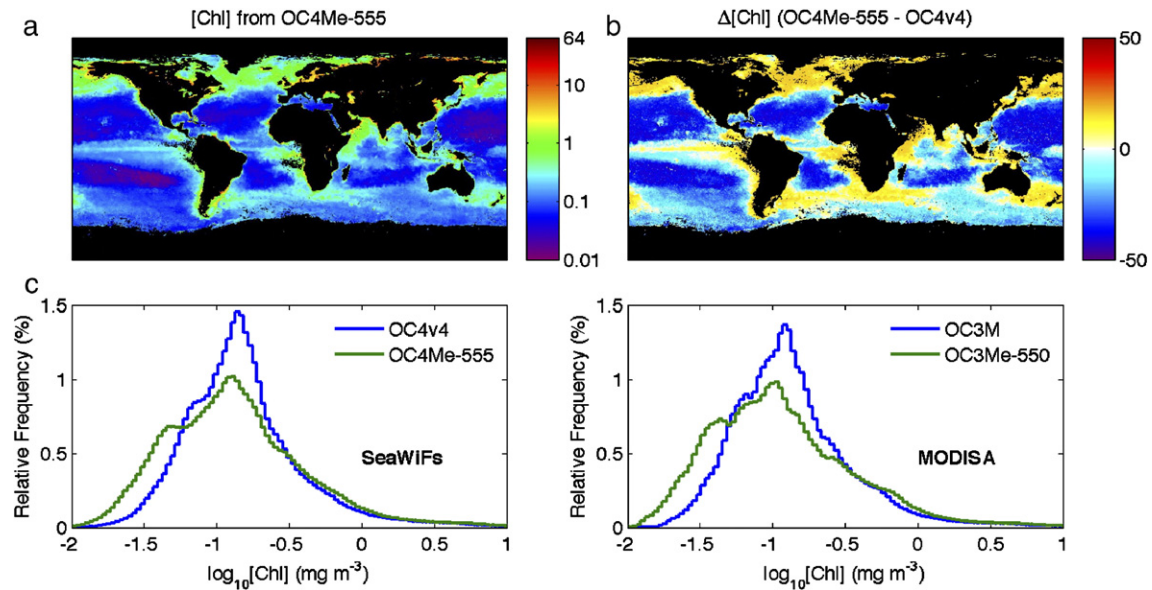 a
[Chl] from OC4Me-555
64
10
1
0.1
0.01
b
Δ[Chl] (OC4Me-555 - OC4v4)
50
0
-50
c
1.5
1
0.5
0
Relative Frequency (%)
OC4v4
OC4Me-555
SeaWiFs
-2 -1.5 -1 -0.5 0 0.5 1
log10[Chl] (mg m-3)
1.5
1
0.5
0
Relative Frequency (%)
OC3M
OC3Me-550
MODISA
-2 -1.5 -1 -0.5 0 0.5 1
log10[Chl] (mg m-3)